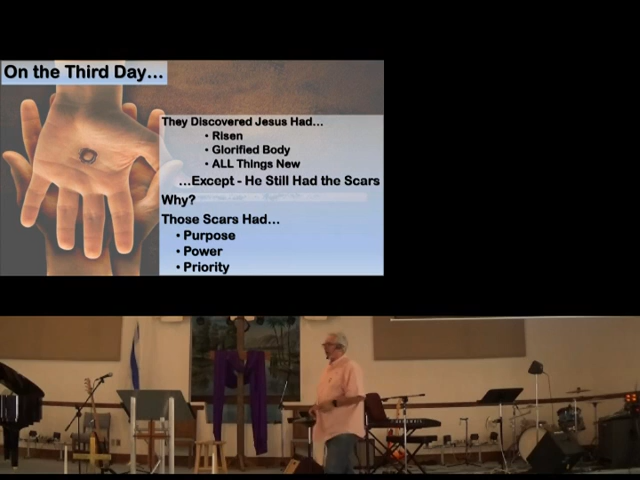 On the Third Day...
They Discovered Jesus Had...
• Risen
• Glorified Body
• ALL Things New
...Except - He Still Had the Scars
Why?
Those Scars Had...
• Purpose
• Power
• Priority